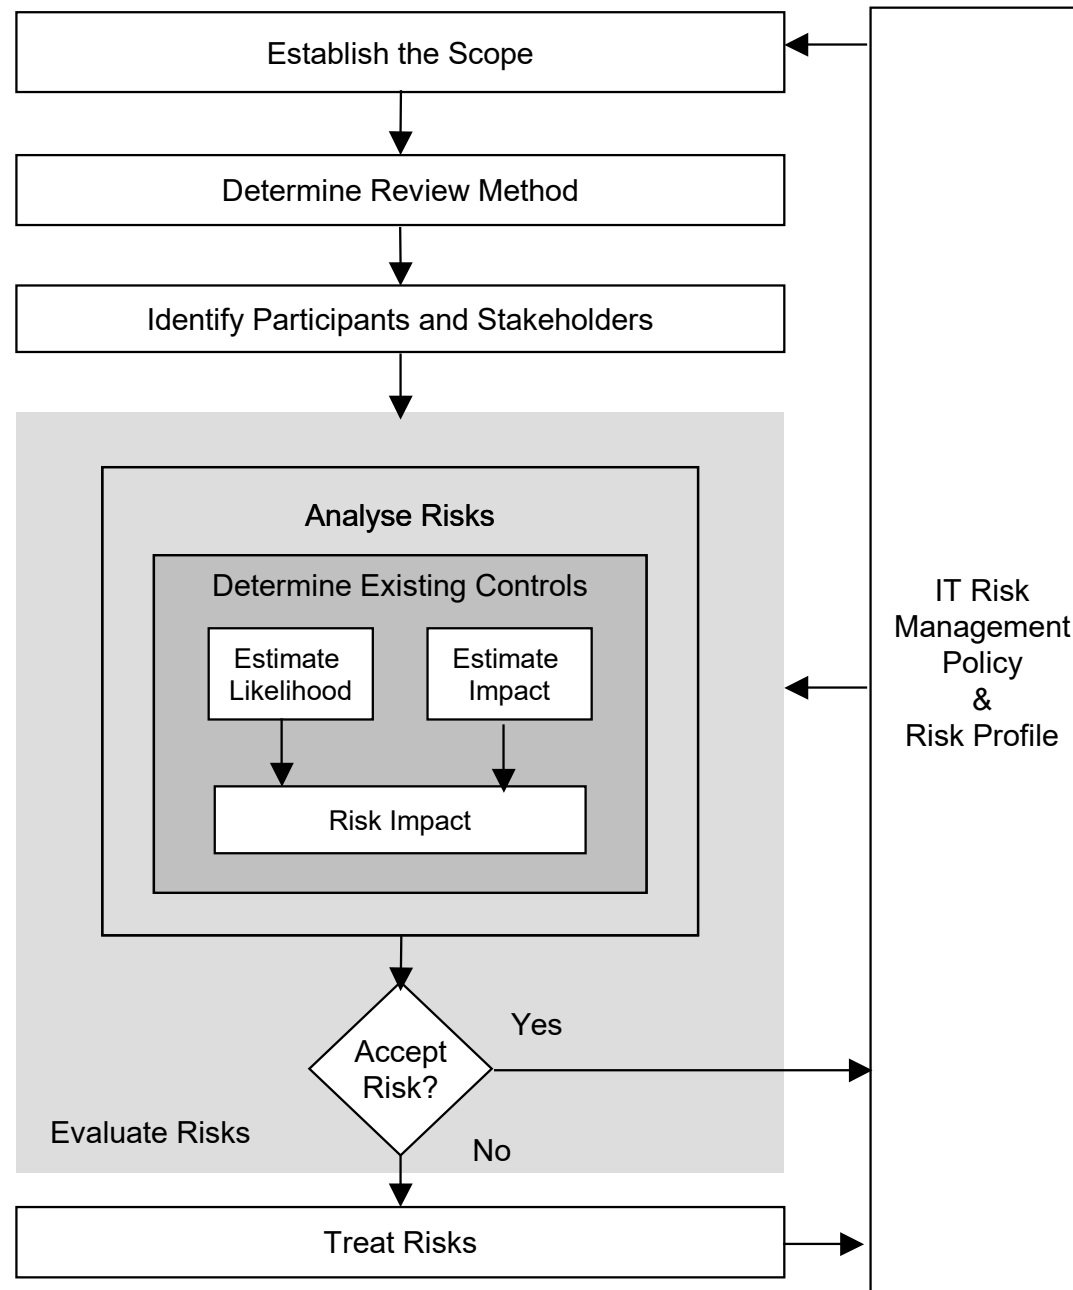 Establish the Scope
Determine Review Method
Identify Participants and Stakeholders
Analyse Risks
Determine Existing Controls
Estimate
Likelihood
Estimate
Impact
Risk Impact
Accept
Risk?
Yes
No
Evaluate Risks
Treat Risks
IT Risk
Management
Policy
&
Risk Profile